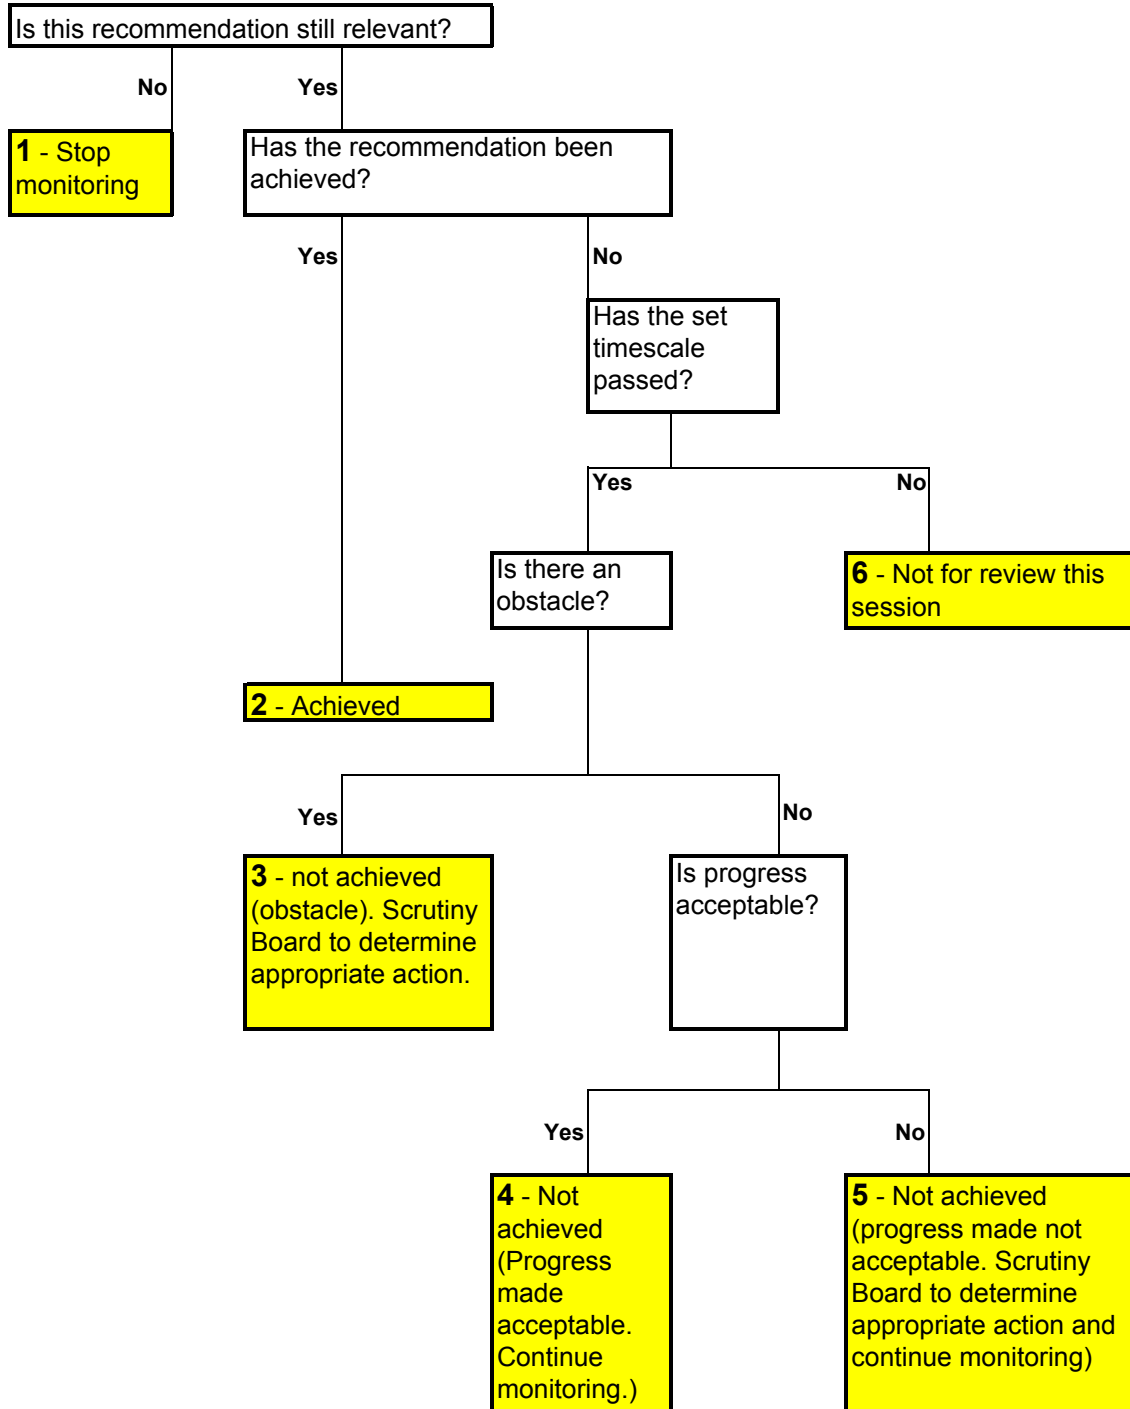 Is this recommendation still relevant?
No
Yes
1 - Stop
monitoring
Has the recommendation been
achieved?
Yes
No
Has the set
timescale
passed?
Yes
No
Is there an
obstacle?
6 - Not for review this
session
2 - Achieved
Yes
No
3 - not achieved
(obstacle). Scrutiny
Board to determine
appropriate action.
Is progress
acceptable?
Yes
No
4 - Not
achieved
(Progress
made
acceptable.
Continue
monitoring.)
5 - Not achieved
(progress made not
acceptable. Scrutiny
Board to determine
appropriate action and
continue monitoring)